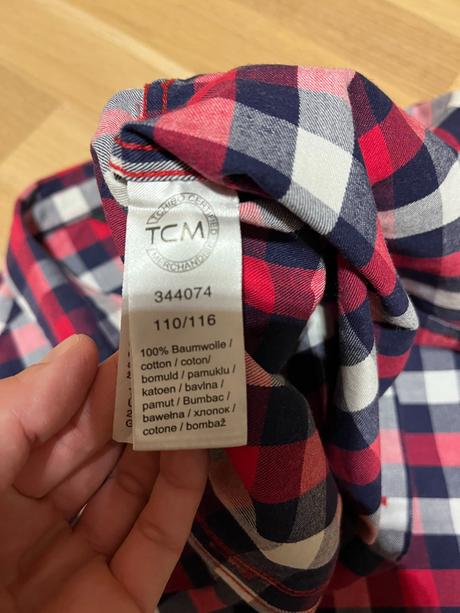 TCHIBO CERTIFIED
TCM
MERCHANDISE
344074
110/116
100% Baumwolle /
cotton / coton/
bomuld / pamuklu /
katoen / bavlna /
pamut / Bumbac /
bawełna / хлопок /
cotone / bombaž